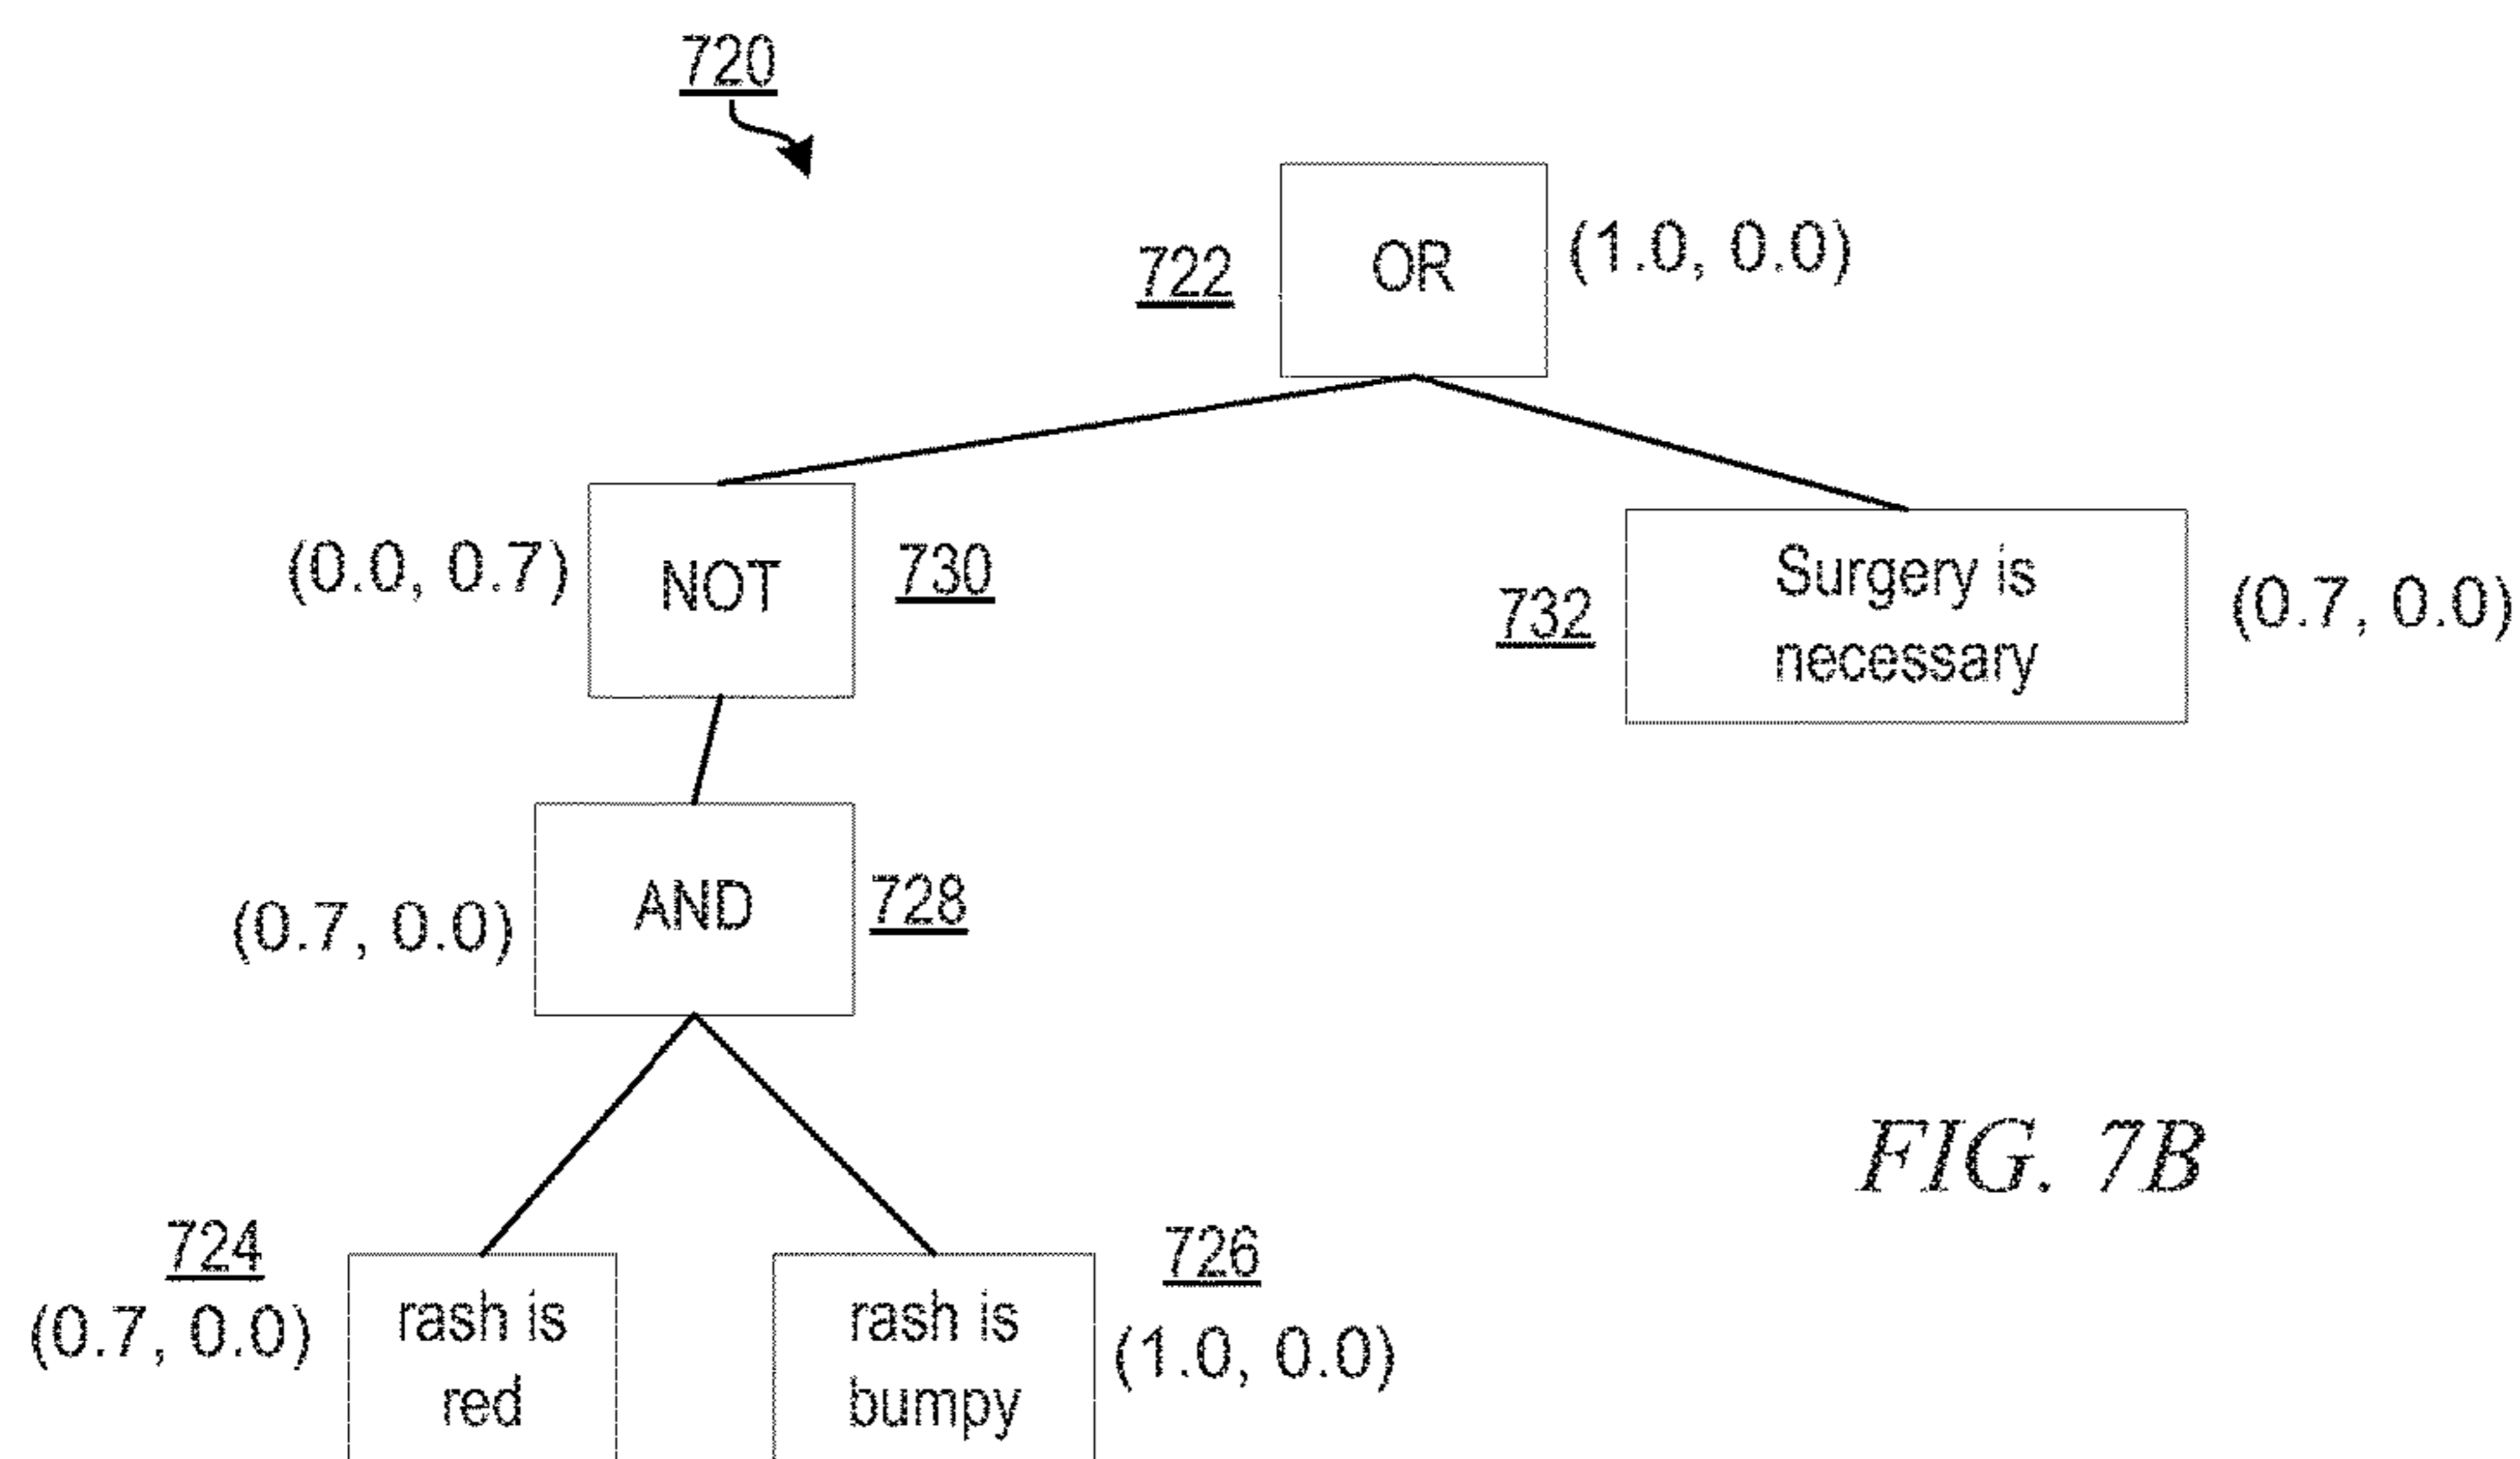 720
722
OR
(1.0, 0.0)
(0.0, 0.7)
NOT
730
732
Surgery is
necessary
(0.7, 0.0)
(0.7, 0.0)
AND
728
724
(0.7, 0.0)
rash is
red
rash is
bumpy
726
(1.0, 0.0)
FIG. 7B